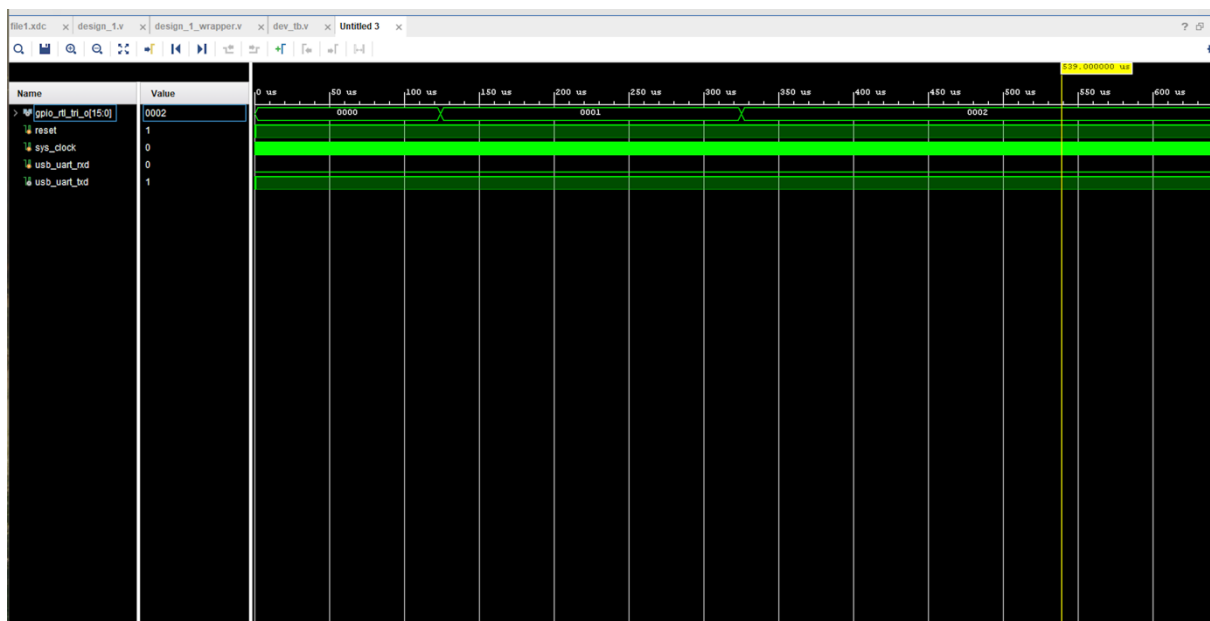 file1.xdc × design_1.v × design_1_wrapper.v × dev_tb.v × Untitled 3 ×
?
539.000000 us
Name Value
0 us 50 us 100 us 150 us 200 us 250 us 300 us 350 us 400 us 450 us 500 us 550 us 600 us
gpio_rtl_tri_o[15:0] 0002 0000 0001 0002
reset 1
sys_clock 0
usb_uart_rxd 0
usb_uart_txd 1